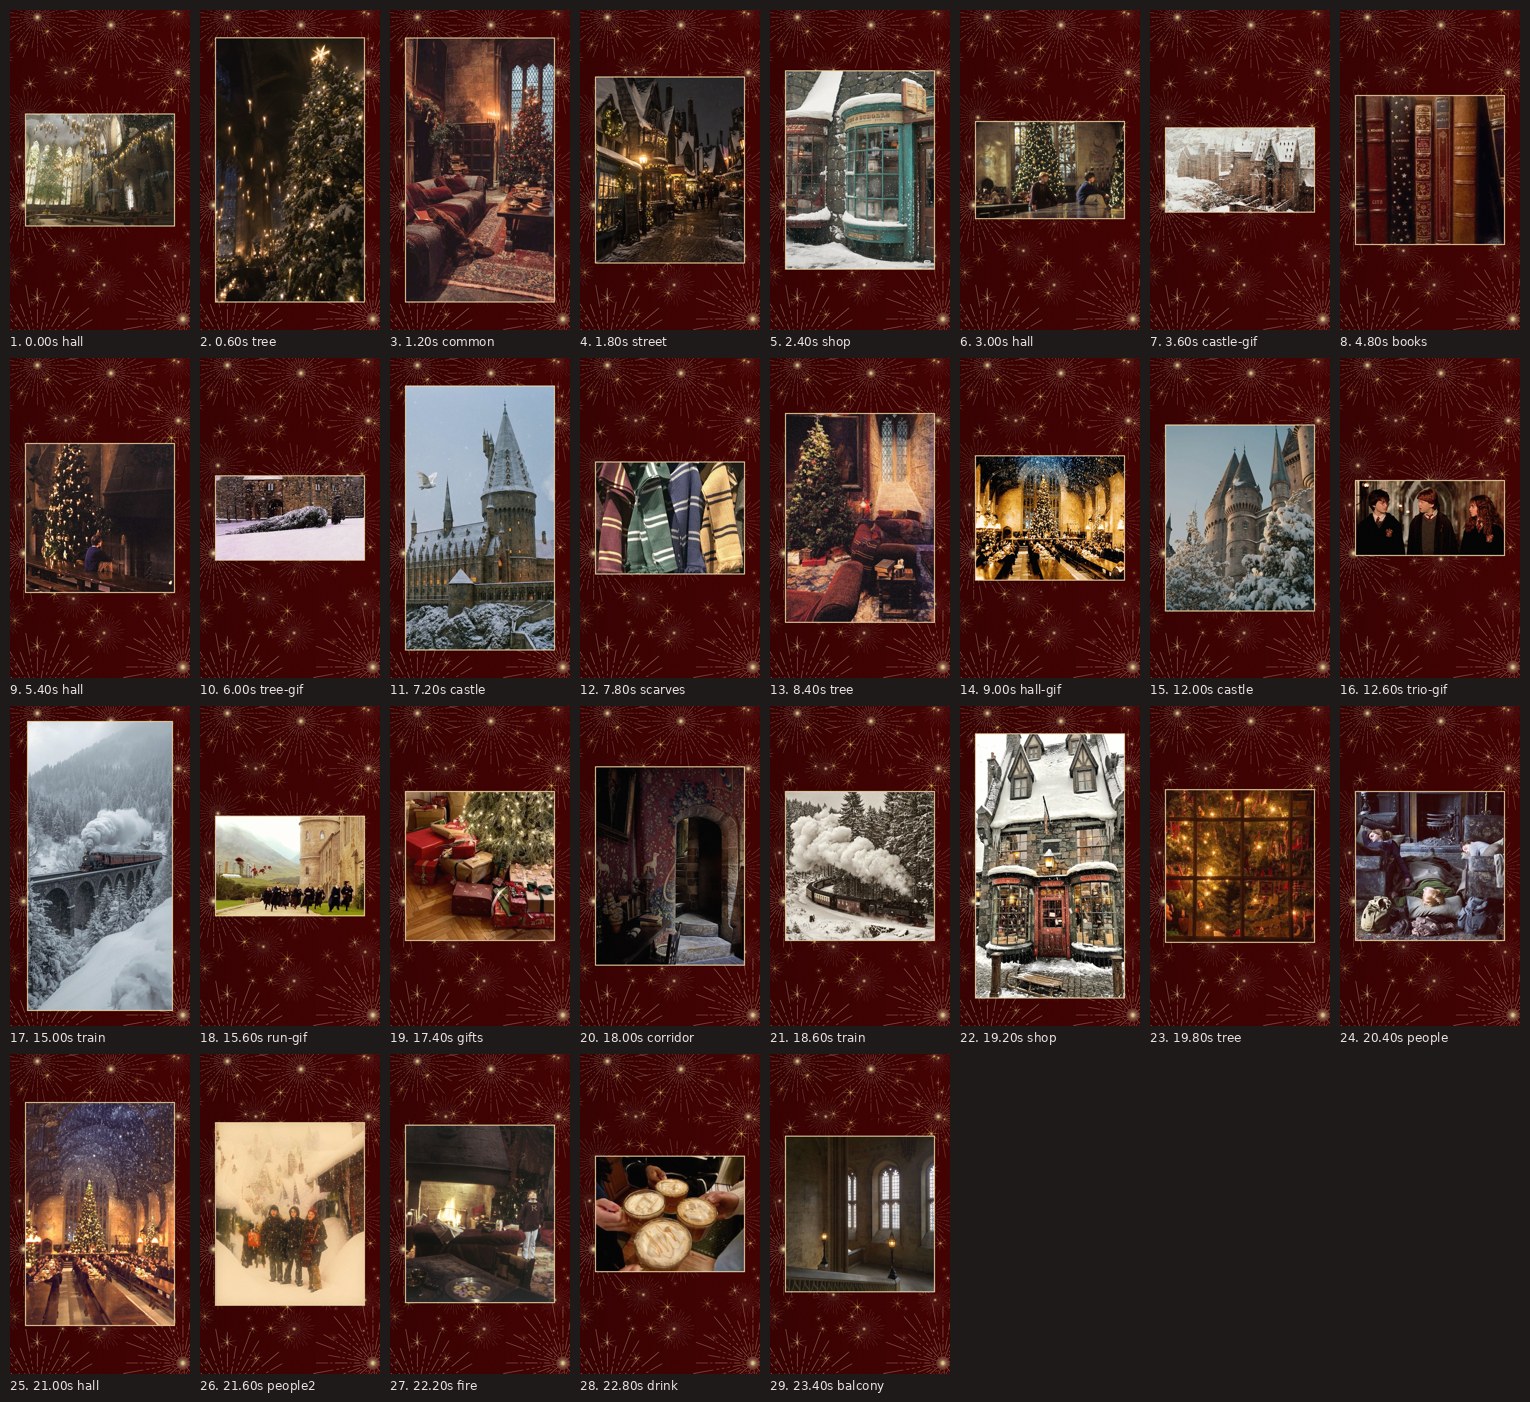 1. 0.00s hall
2. 0.60s tree
3. 1.20s common
4. 1.80s street
5. 2.40s shop
6. 3.00s hall
7. 3.60s castle-gif
8. 4.80s books
9. 5.40s hall
10. 6.00s tree-gif
11. 7.20s castle
12. 7.80s scarves
13. 8.40s tree
14. 9.00s hall-gif
15. 12.00s castle
16. 12.60s trio-gif
17. 15.00s train
18. 15.60s run-gif
19. 17.40s gifts
20. 18.00s corridor
21. 18.60s train
22. 19.20s shop
23. 19.80s tree
24. 20.40s people
25. 21.00s hall
26. 21.60s people2
27. 22.20s fire
28. 22.80s drink
29. 23.40s balcony